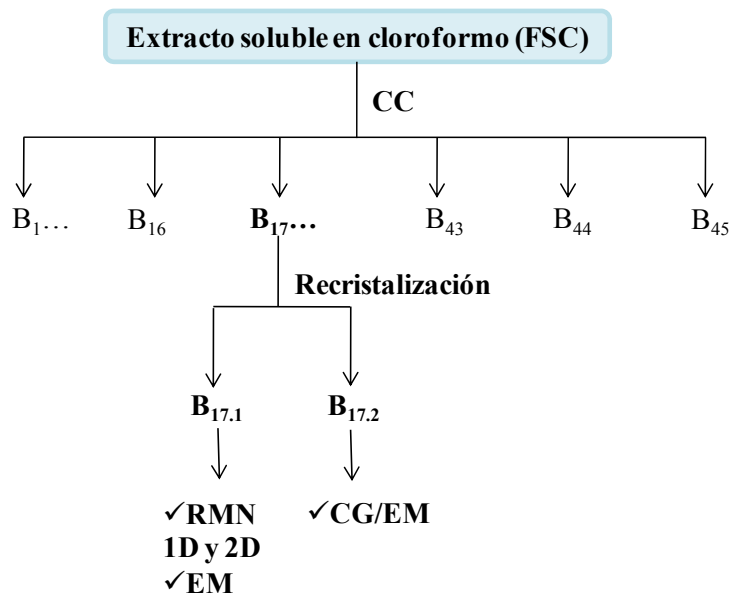 Extracto soluble en cloroformo (FSC)
CC
B1... B16 B17... B43 B44 B45
Recristalización
B17.1 B17.2
✓RMN ✓CG/EM
1D y 2D
✓EM